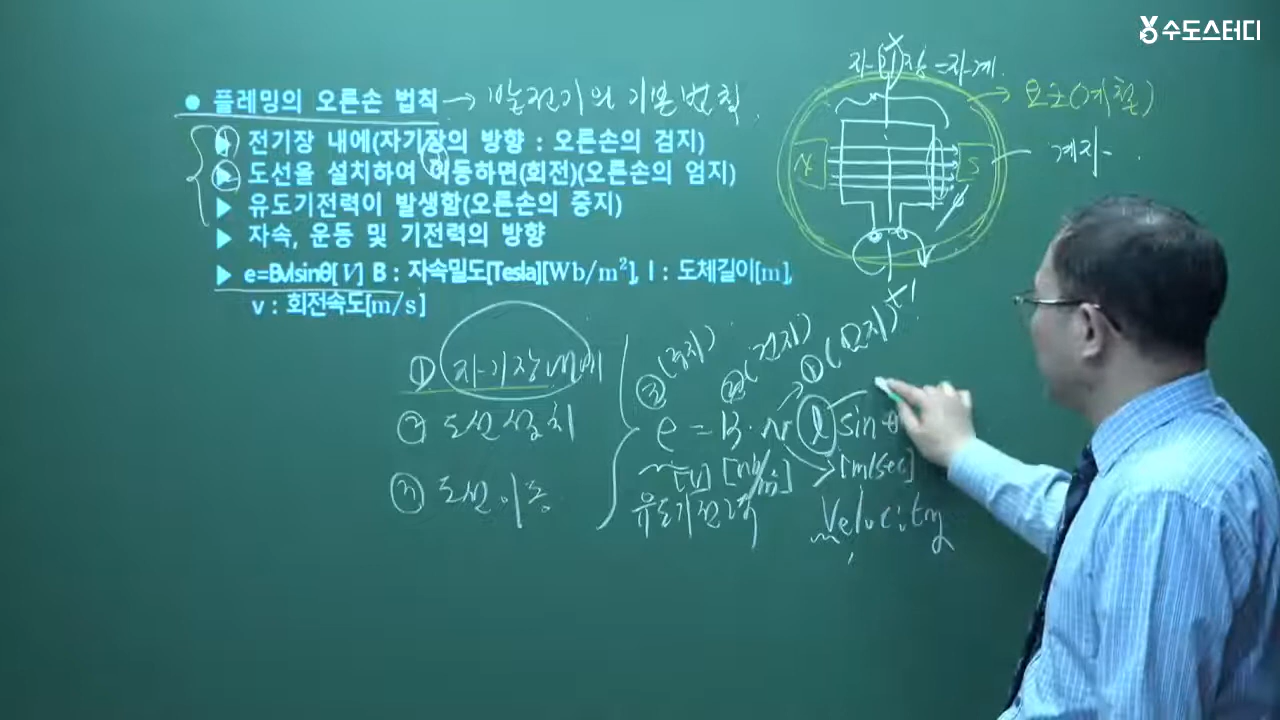 수도스터디
자기장=자계
● 플레밍의 오른손 법칙 → 발전기의 기본법칙
요크(계철)
▶ 전기장 내에(자기장의 방향 : 오른손의 검지)
계자
N S
▶ 도선을 설치하여 이동하면(회전)(오른손의 엄지)
▶ 유도기전력이 발생함(오른손의 중지)
▶ 자속, 운동 및 기전력의 방향
▶ e=Bvlsinθ[V] B : 자속밀도[Tesla][Wb/m²], l : 도체길이[m],
v : 회전속도[m/s]
① 자기장내에
② 도선설치
③ 도선이동
③(중지) ②(검지) ①(엄지)
e = B · v l sin θ
[V] [wb/m²] [m/sec]
유도기전력 Velocity